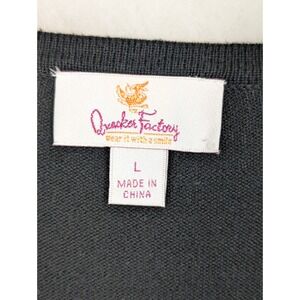 Quacker Factory
wear it with a smile
L
MADE IN
CHINA